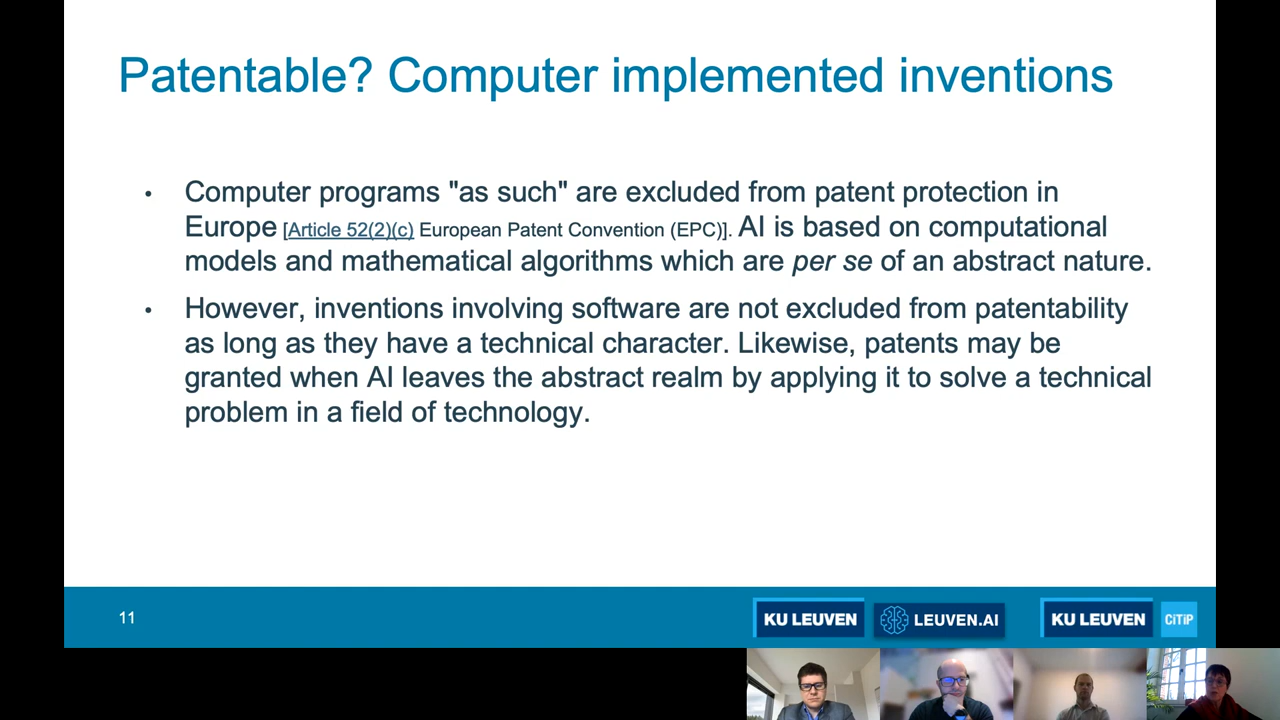 Patentable? Computer implemented inventions
• Computer programs "as such" are excluded from patent protection in
Europe [Article 52(2)(c) European Patent Convention (EPC)]. AI is based on computational
models and mathematical algorithms which are per se of an abstract nature.
• However, inventions involving software are not excluded from patentability
as long as they have a technical character. Likewise, patents may be
granted when AI leaves the abstract realm by applying it to solve a technical
problem in a field of technology.
11
KU LEUVEN
LEUVEN.AI
KU LEUVEN
CiTiP